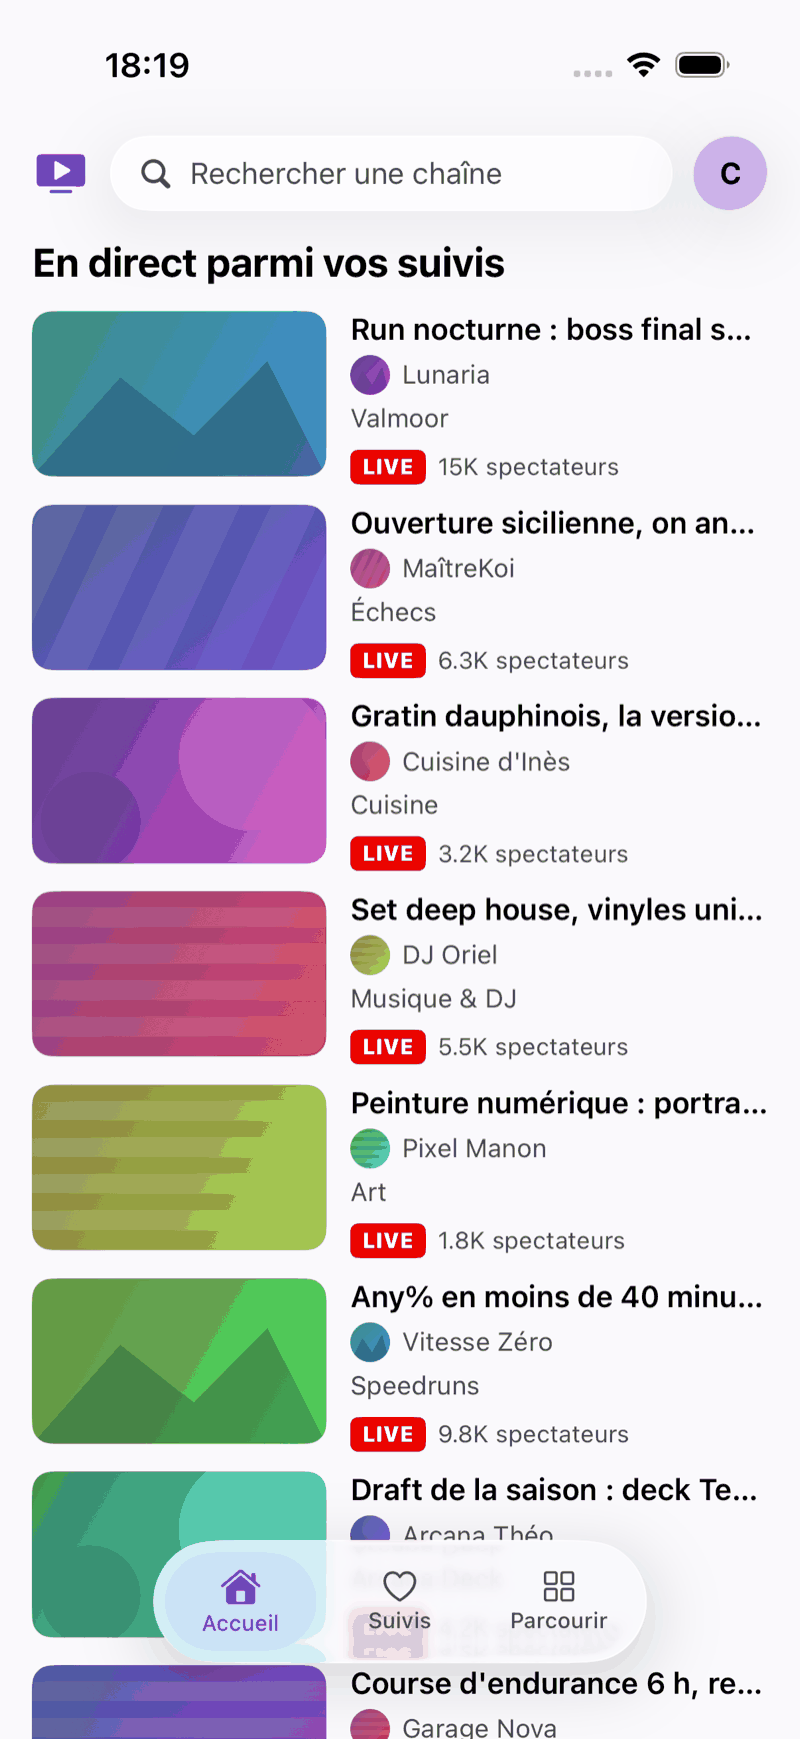 18:19
Rechercher une chaîne
C
En direct parmi vos suivis
Run nocturne : boss final s...
Lunaria
Valmoor
LIVE 15K spectateurs
Ouverture sicilienne, on an...
MaîtreKoi
Échecs
LIVE 6.3K spectateurs
Gratin dauphinois, la versio...
Cuisine d'Inès
Cuisine
LIVE 3.2K spectateurs
Set deep house, vinyles uni...
DJ Oriel
Musique & DJ
LIVE 5.5K spectateurs
Peinture numérique : portra...
Pixel Manon
Art
LIVE 1.8K spectateurs
Any% en moins de 40 minu...
Vitesse Zéro
Speedruns
LIVE 9.8K spectateurs
Draft de la saison : deck Te...
Arcana Théo
Accueil
Suivis
Parcourir
Course d'endurance 6 h, re...
Garage Nova